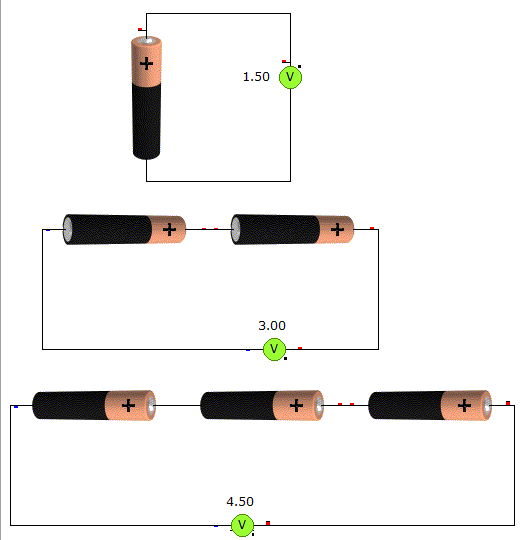 +
1.50 V
+ +
3.00
V
+ + +
4.50
V